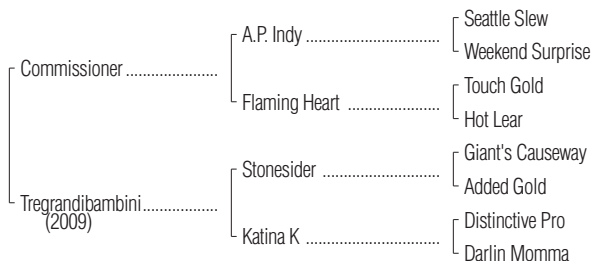 Seattle Slew
A.P. Indy ..............................
Weekend Surprise
Commissioner .....................
Touch Gold
Flaming Heart .....................
Hot Lear
Giant's Causeway
Stonesider ..........................
Added Gold
Tregrandibambini .................
(2009)
Distinctive Pro
Katina K ..............................
Darlin Momma